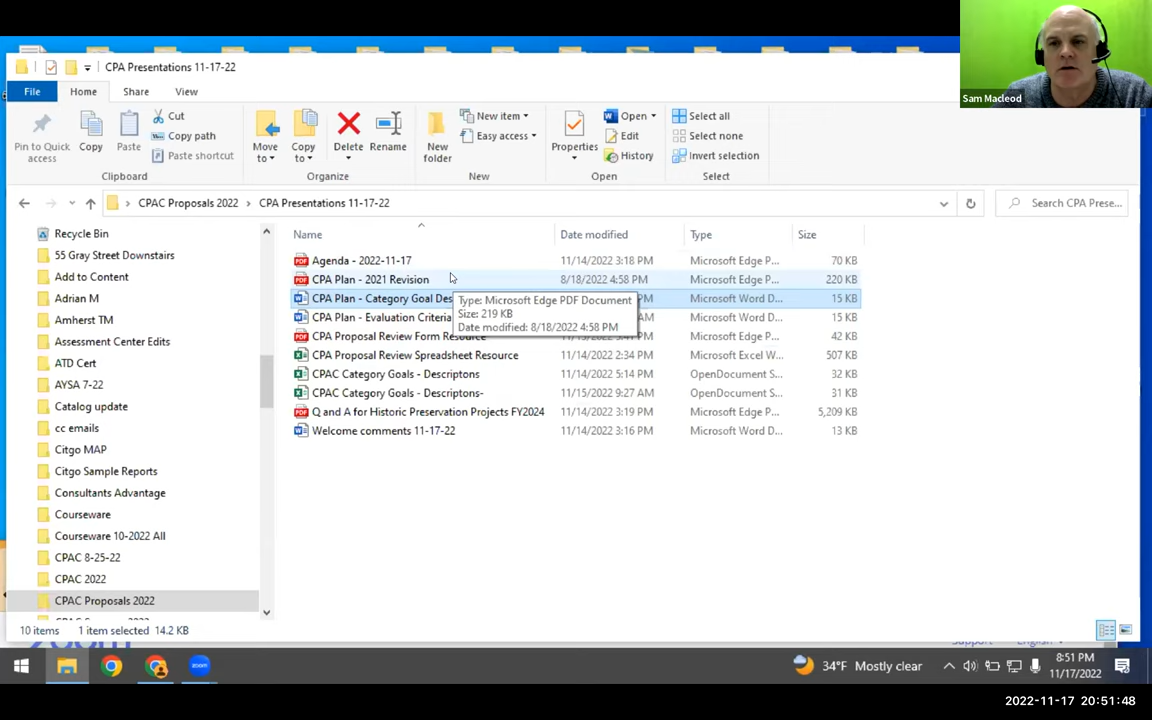 CPA Presentations 11-17-22
File Home Share View
Pin to Quick access
Copy
Paste
Cut
Copy path
Paste shortcut
Clipboard
Move to
Copy to
Delete
Rename
Organize
New folder
New item
Easy access
New
Properties
Open
Edit
History
Open
Select all
Select none
Invert selection
Select
Sam Macleod
CPAC Proposals 2022 > CPA Presentations 11-17-22
Search CPA Prese...
Recycle Bin
55 Gray Street Downstairs
Add to Content
Adrian M
Amherst TM
Assessment Center Edits
ATD Cert
AYSA 7-22
Catalog update
cc emails
Citgo MAP
Citgo Sample Reports
Consultants Advantage
Courseware
Courseware 10-2022 All
CPAC 8-25-22
CPAC 2022
CPAC Proposals 2022
Name Date modified Type Size
Agenda - 2022-11-17 11/14/2022 3:18 PM Microsoft Edge P... 70 KB
CPA Plan - 2021 Revision 8/18/2022 4:58 PM Microsoft Edge P... 220 KB
CPA Plan - Category Goal Des PM Microsoft Word D... 15 KB
CPA Plan - Evaluation Criteria AM Microsoft Word D... 15 KB
CPA Proposal Review Form Resource Microsoft Edge P... 42 KB
CPA Proposal Review Spreadsheet Resource 11/14/2022 2:34 PM Microsoft Excel W... 507 KB
CPAC Category Goals - Descriptons 11/14/2022 5:14 PM OpenDocument S... 32 KB
CPAC Category Goals - Descriptons- 11/15/2022 9:27 AM OpenDocument S... 31 KB
Q and A for Historic Preservation Projects FY2024 11/14/2022 3:19 PM Microsoft Edge P... 5,209 KB
Welcome comments 11-17-22 11/14/2022 3:16 PM Microsoft Word D... 13 KB
Type: Microsoft Edge PDF Document
Size: 219 KB
Date modified: 8/18/2022 4:58 PM
10 items 1 item selected 14.2 KB
zoom
34°F Mostly clear
8:51 PM
11/17/2022
2022-11-17 20:51:48